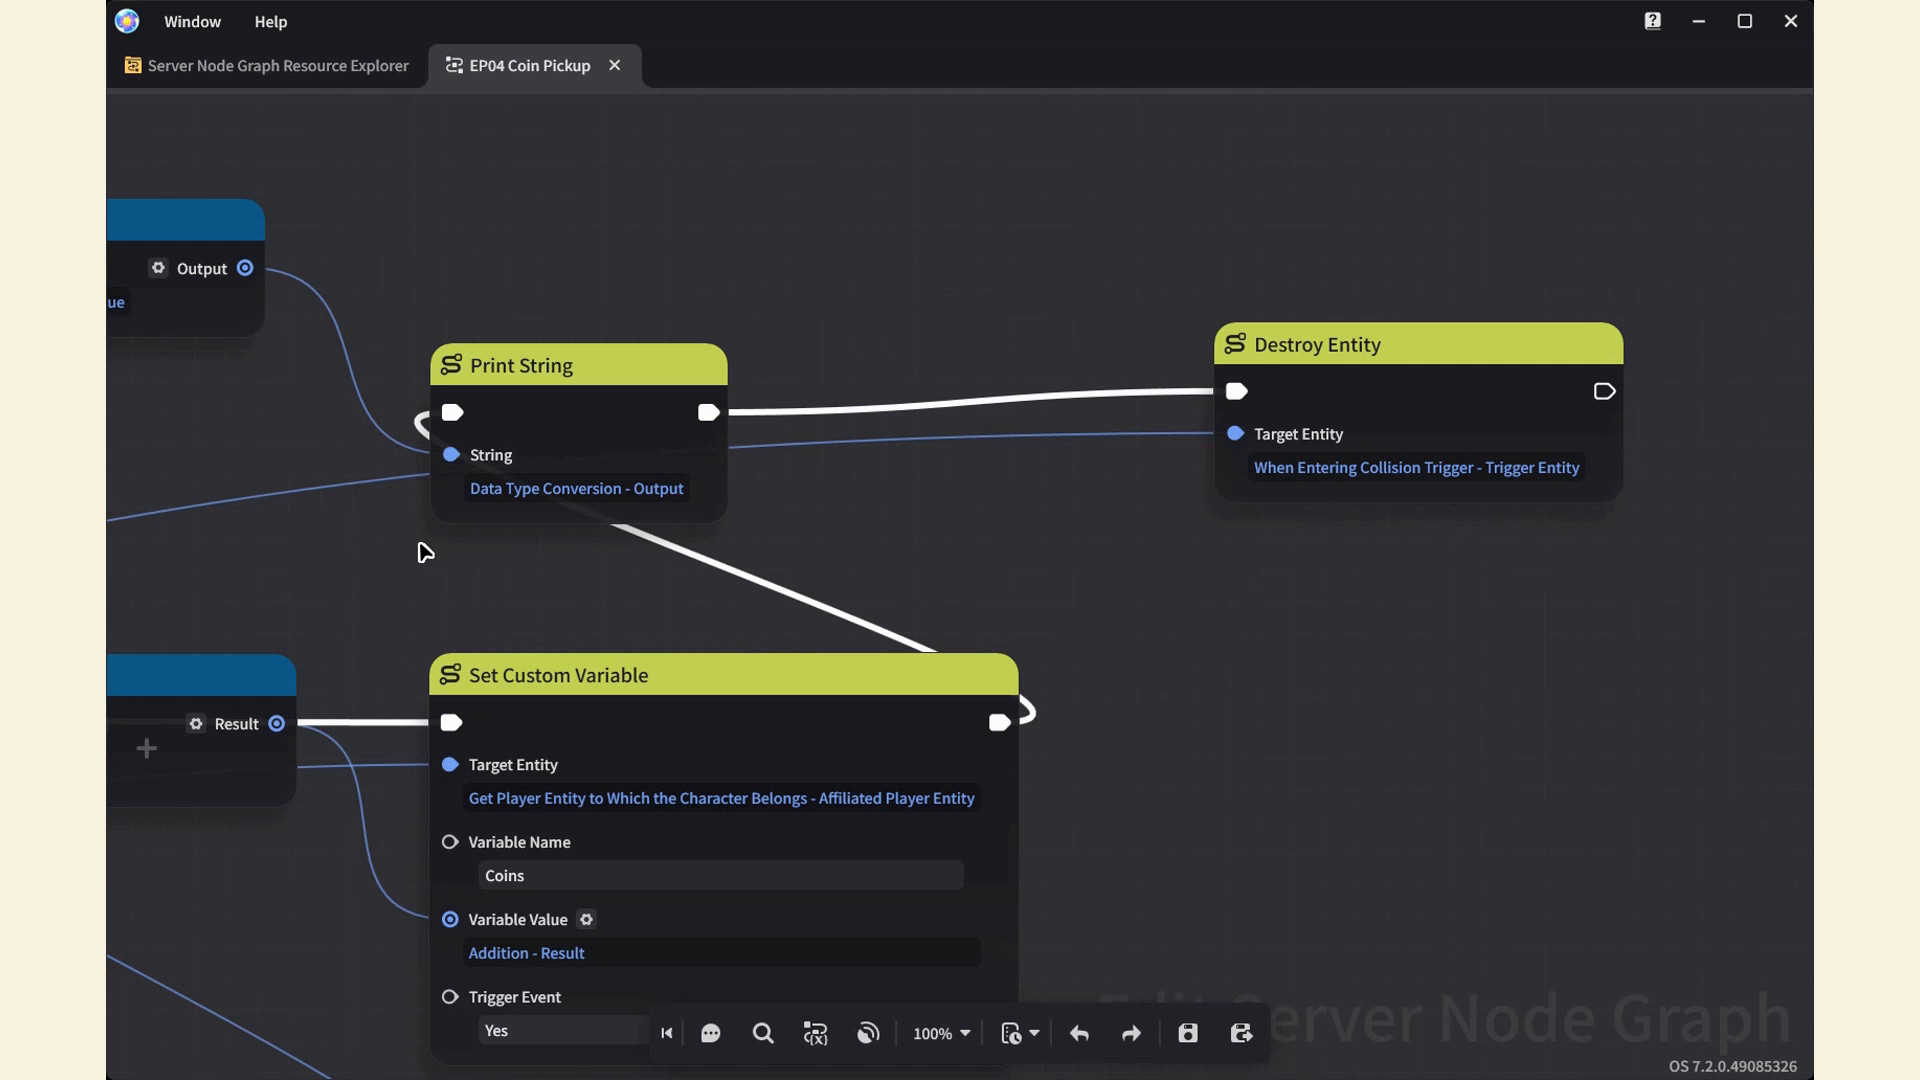 Window Help
Server Node Graph Resource Explorer EP04 Coin Pickup
Output
ue
Print String
String
Data Type Conversion - Output
Destroy Entity
Target Entity
When Entering Collision Trigger - Trigger Entity
Result
Set Custom Variable
Target Entity
Get Player Entity to Which the Character Belongs - Affiliated Player Entity
Variable Name
Coins
Variable Value
Addition - Result
Trigger Event
Yes
100%
Edit Server Node Graph
OS 7.2.0.49085326